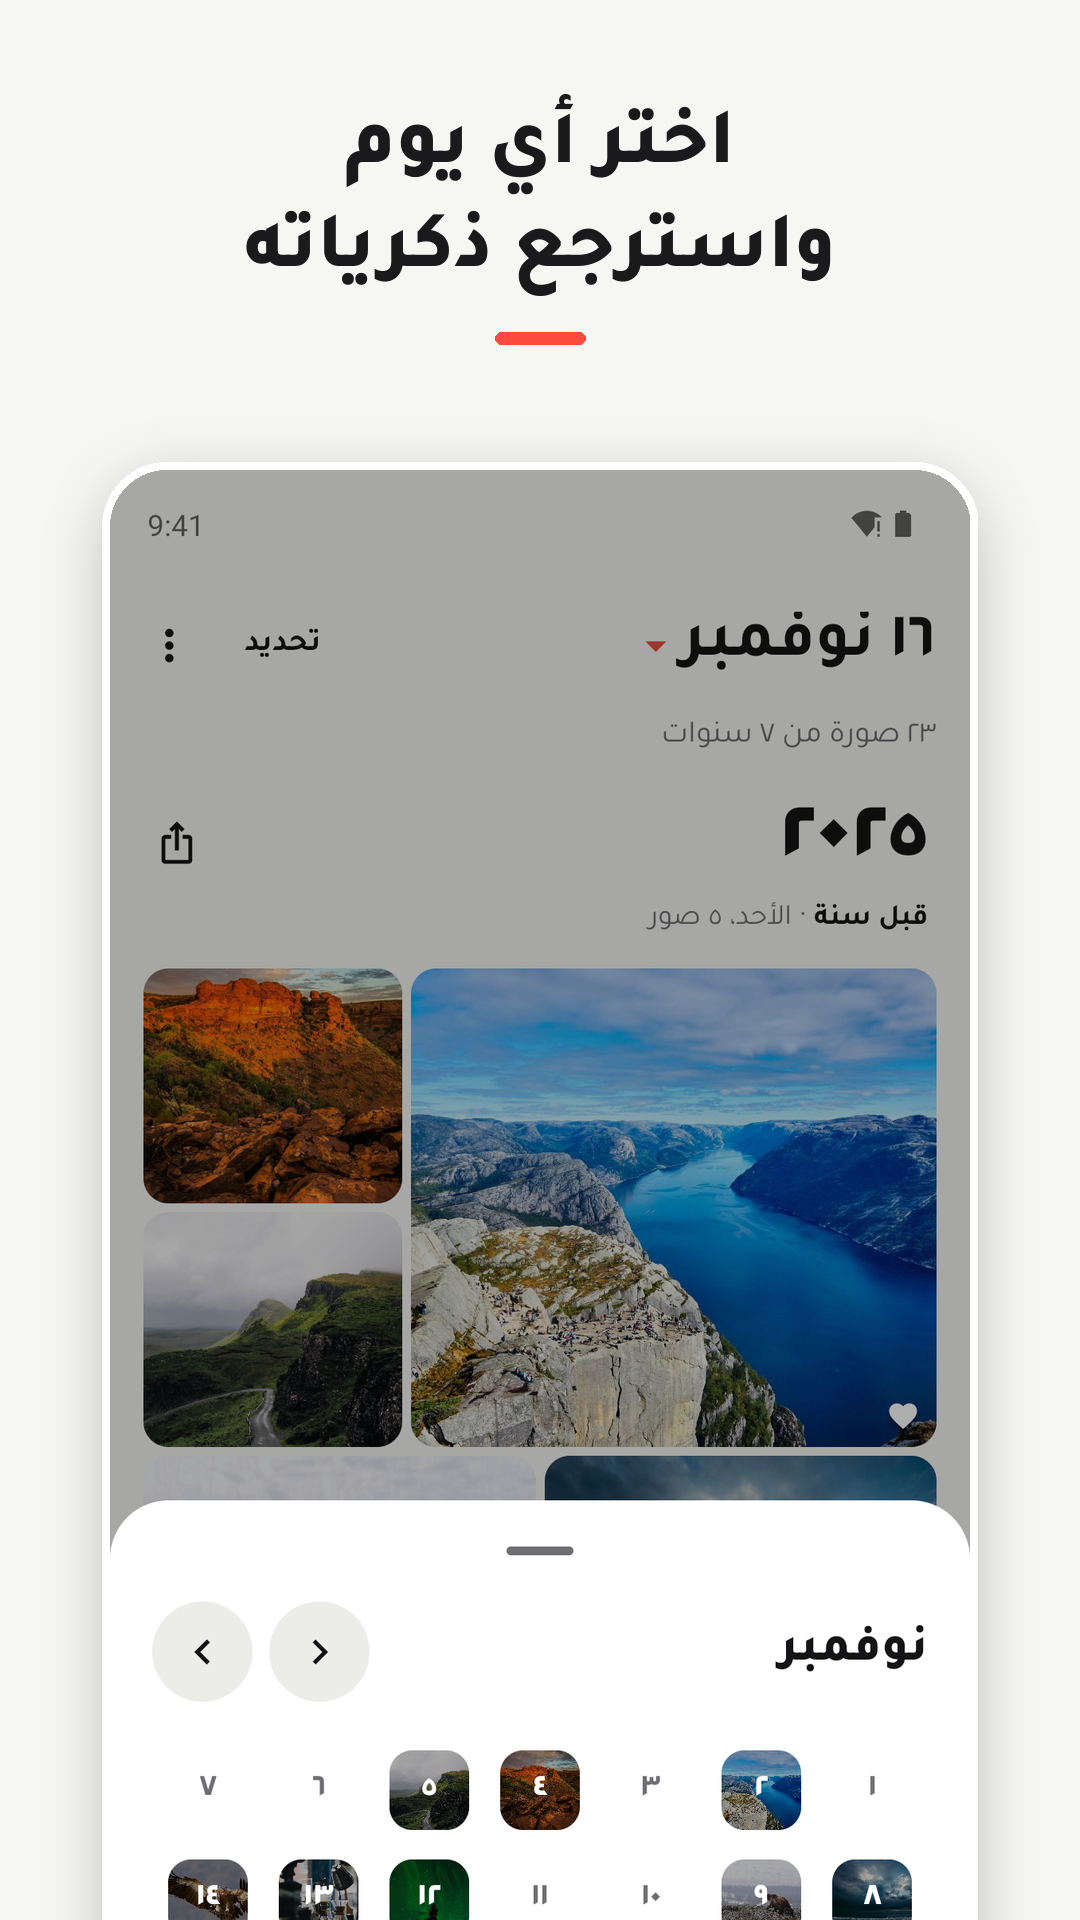 اختر أي يوم
واسترجع ذكرياته
9:41
١٦ نوفمبر
تحديد
٢٣ صورة من ٧ سنوات
٢٠٢٥
قبل سنة · الأحد، ٥ صور
نوفمبر
١ ٢ ٣ ٤ ٥ ٦ ٧
٨ ٩ ١٠ ١١ ١٢ ١٣ ١٤